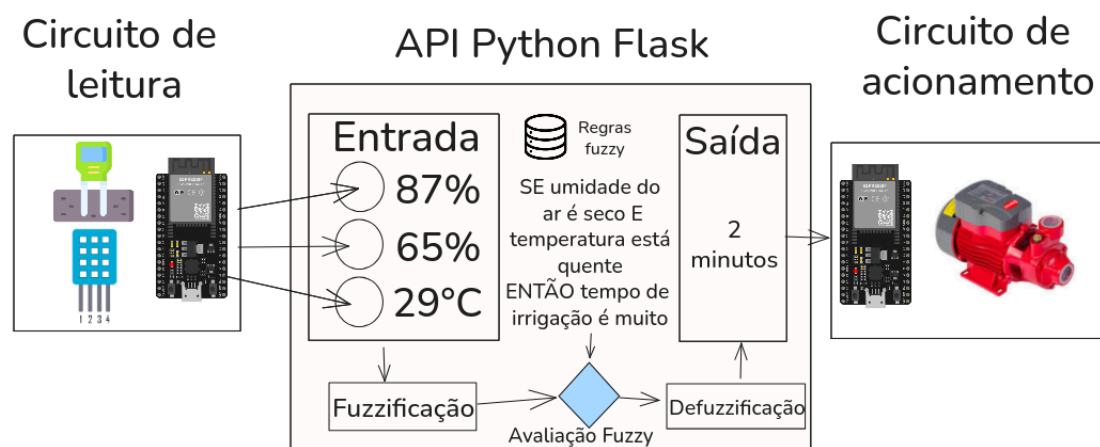 Circuito de
leitura
API Python Flask
Circuito de
acionamento
Entrada
87%
65%
29°C
Regras
fuzzy
SE umidade do
ar é seco E
temperatura está
quente
ENTÃO tempo de
irrigação é muito
Saída
2
minutos
1 2 3 4
Fuzzificação
Avaliação Fuzzy
Defuzzificação